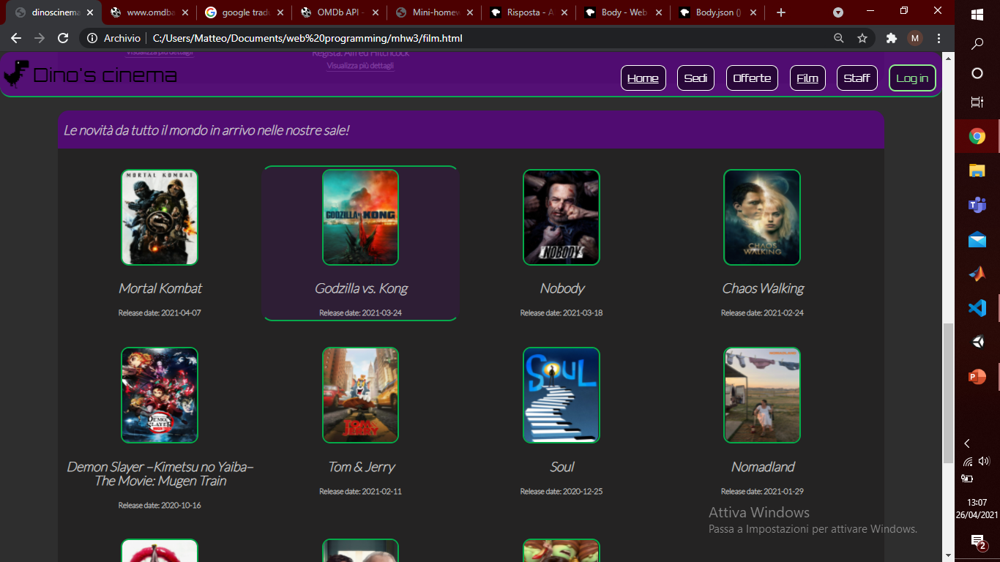 dinoscinema
www.omdba
google tradu
OMDb API -
Mini-homew
Risposta - A
Body - Web
Body.json ()
Archivio
C:/Users/Matteo/Documents/web%20programming/mhw3/film.html
M
Visualizza più dettagli
Regista: Alfred Hitchcock
Visualizza più dettagli
Dino's cinema
Home
Sedi
Offerte
Film
Staff
Log in
Le novità da tutto il mondo in arrivo nelle nostre sale!
MORTAL KOMBAT
GODZILLA VS. KONG
NOBODY
CHAOS WALKING
Mortal Kombat
Godzilla vs. Kong
Nobody
Chaos Walking
Release date: 2021-04-07
Release date: 2021-03-24
Release date: 2021-03-18
Release date: 2021-02-24
DEMON SLAYER
TOM & JERRY
SOUL
NOMADLAND
Demon Slayer –Kimetsu no Yaiba–
The Movie: Mugen Train
Tom & Jerry
Soul
Nomadland
Release date: 2020-10-16
Release date: 2021-02-11
Release date: 2020-12-25
Release date: 2021-01-29
Attiva Windows
Passa a Impostazioni per attivare Windows.
13:07
26/04/2021
2